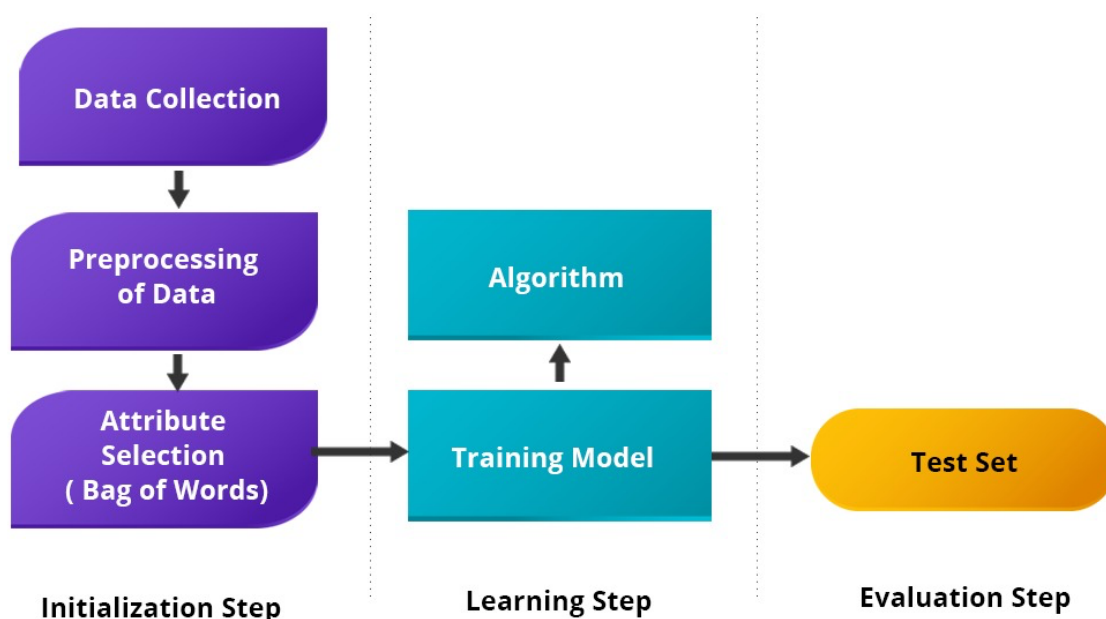 Data Collection
Preprocessing
of Data
Attribute
Selection
( Bag of Words)
Initialization Step
Algorithm
Training Model
Learning Step
Test Set
Evaluation Step